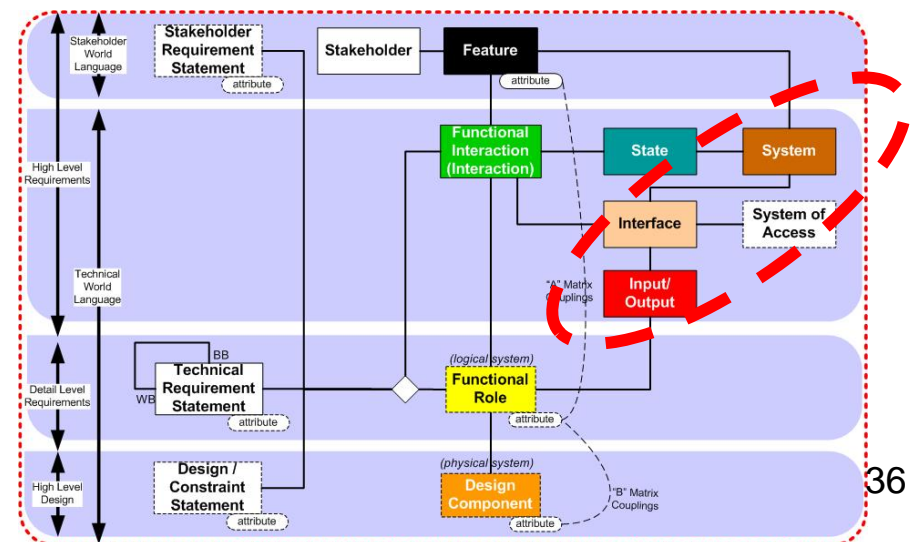 Stakeholder
World
Language
Stakeholder
Requirement
Statement
attribute
Stakeholder
Feature
attribute
High Level
Requirements
Technical
World
Language
Functional
Interaction
(Interaction)
State
System
Interface
System of
Access
"A" Matrix
Couplings
Input/
Output
Detail Level
Requirements
BB
WB
Technical
Requirement
Statement
attribute
(logical system)
Functional
Role
attribute
High Level
Design
Design /
Constraint
Statement
attribute
(physical system)
Design
Component
attribute
"B" Matrix
Couplings
36